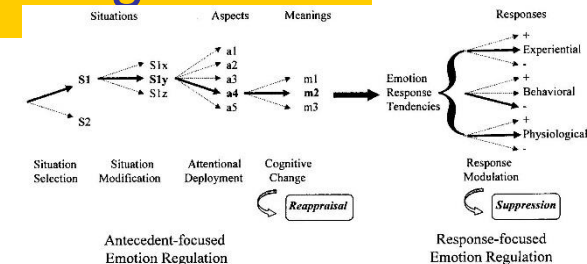 Situations Aspects Meanings Responses
S1 S2
S1x S1y S1z
a1 a2 a3 a4 a5
m1 m2 m3
Emotion
Response
Tendencies
+
Experiential
-
+
Behavioral
-
+
Physiological
-
Situation
Selection
Situation
Modification
Attentional
Deployment
Cognitive
Change
Response
Modulation
Reappraisal
Suppression
Antecedent-focused
Emotion Regulation
Response-focused
Emotion Regulation